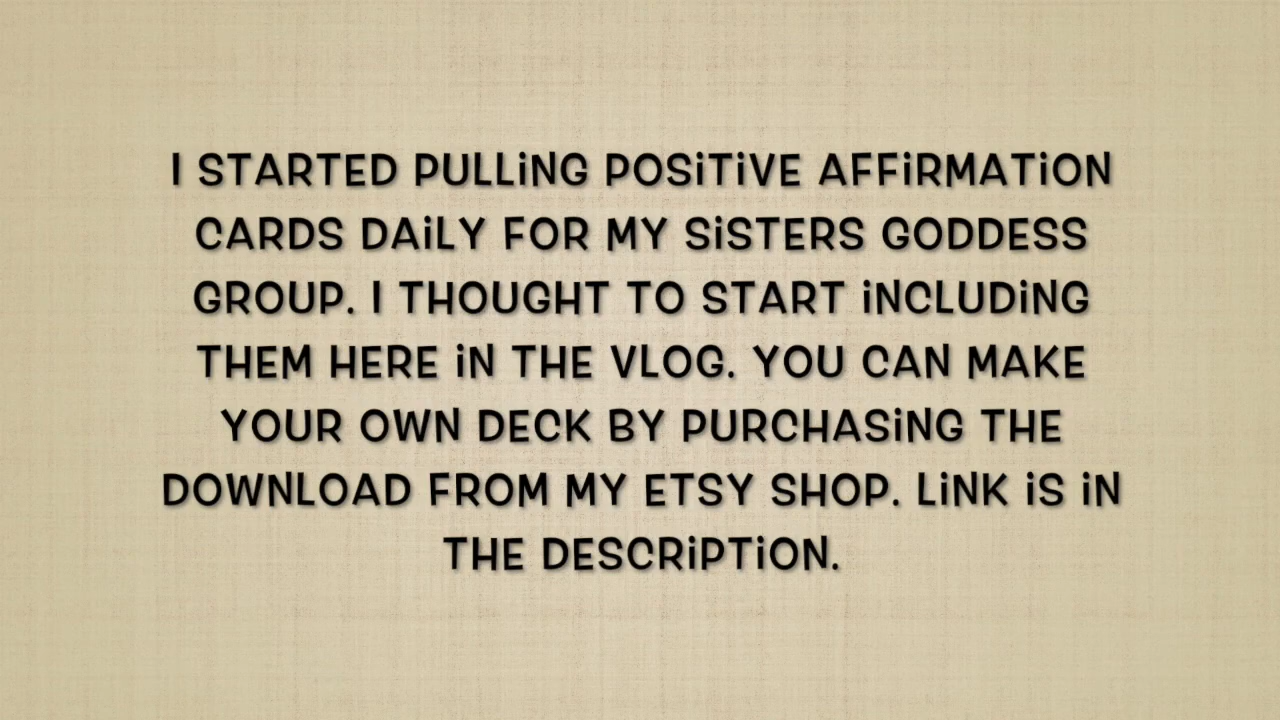 I STARTED PULLiNG POSiTiVE AFFiRMATiON
CARDS DAiLY FOR MY SiSTERS GODDESS
GROUP. I THOUGHT TO START iNCLUDiNG
THEM HERE iN THE VLOG. YOU CAN MAKE
YOUR OWN DECK BY PURCHASiNG THE
DOWNLOAD FROM MY ETSY SHOP. LiNK iS iN
THE DESCRiPTiON.